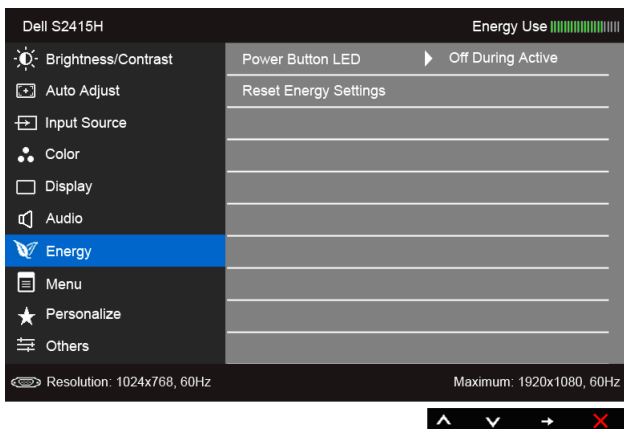 Dell S2415H Energy Use
Brightness/Contrast Power Button LED Off During Active
Auto Adjust Reset Energy Settings
Input Source
Color
Display
Audio
Energy
Menu
Personalize
Others
Resolution: 1024x768, 60Hz Maximum: 1920x1080, 60Hz